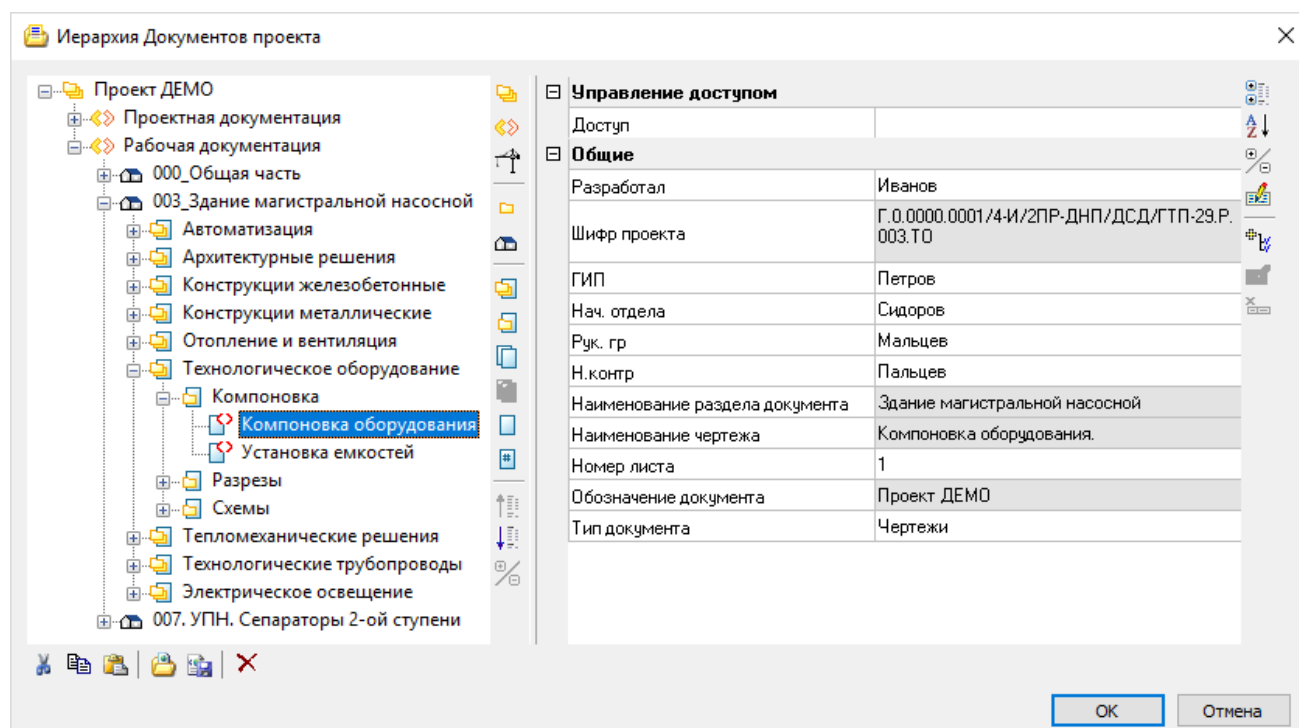 Иерархия Документов проекта
Проект ДЕМО
Проектная документация
Рабочая документация
000_Общая часть
003_Здание магистральной насосной
Автоматизация
Архитектурные решения
Конструкции железобетонные
Конструкции металлические
Отопление и вентиляция
Технологическое оборудование
Компоновка
Компоновка оборудования
Установка емкостей
Разрезы
Схемы
Тепломеханические решения
Технологические трубопроводы
Электрическое освещение
007. УПН. Сепараторы 2-ой ступени
Управление доступом
Доступ
Общие
Разработал Иванов
Шифр проекта Г.0.0000.0001/4-И/2ПР-ДНП/ДСД/ГТП-29.Р.
003.ТО
ГИП Петров
Нач. отдела Сидоров
Рук. гр Мальцев
Н.контр Пальцев
Наименование раздела документа Здание магистральной насосной
Наименование чертежа Компоновка оборудования.
Номер листа 1
Обозначение документа Проект ДЕМО
Тип документа Чертежи
OK Отмена